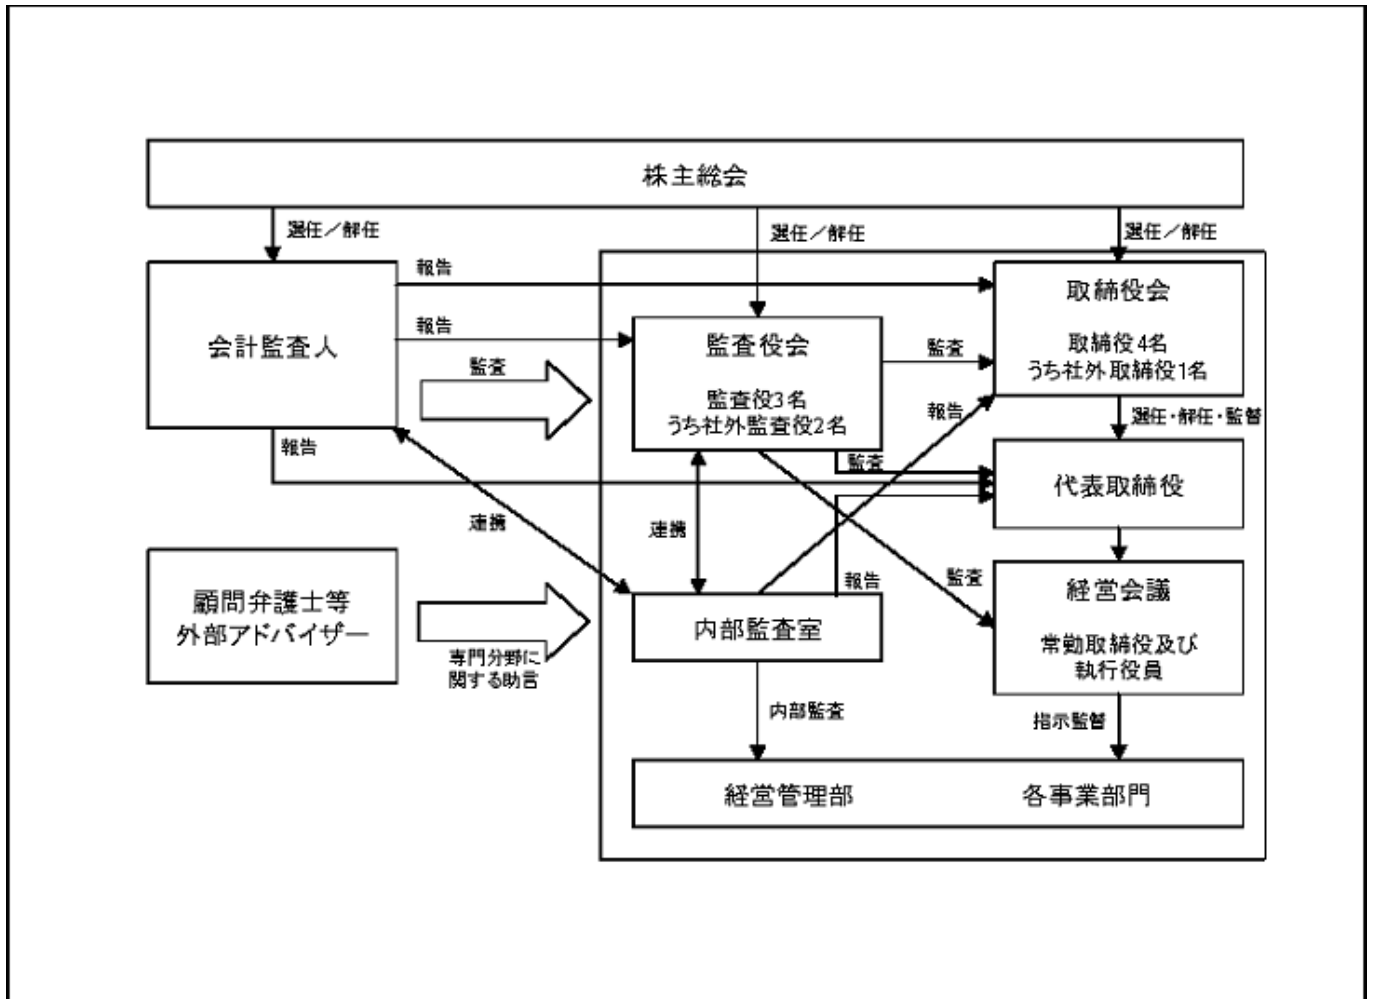 株主総会
選任／解任
選任／解任
選任／解任
会計監査人
報告
報告
監査
報告
監査役会
監査役3名
うち社外監査役2名
監査
取締役会
取締役4名
うち社外取締役1名
報告
選任・解任・監督
監査
代表取締役
連携
連携
顧問弁護士等
外部アドバイザー
専門分野に
関する助言
内部監査室
報告
監査
経営会議
常勤取締役及び
執行役員
内部監査
指示監督
経営管理部
各事業部門